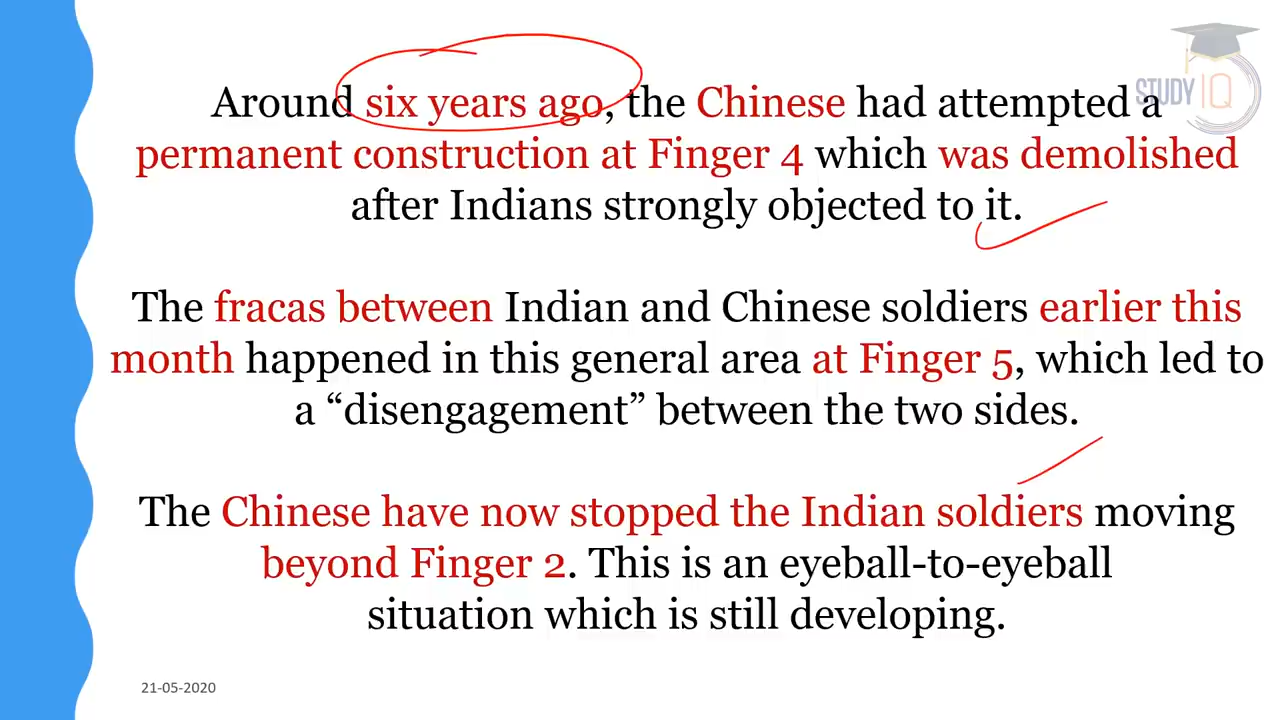 Around six years ago, the Chinese had attempted a
permanent construction at Finger 4 which was demolished
after Indians strongly objected to it.
The fracas between Indian and Chinese soldiers earlier this
month happened in this general area at Finger 5, which led to
a “disengagement” between the two sides.
The Chinese have now stopped the Indian soldiers moving
beyond Finger 2. This is an eyeball-to-eyeball
situation which is still developing.
21-05-2020
STUDY IQ